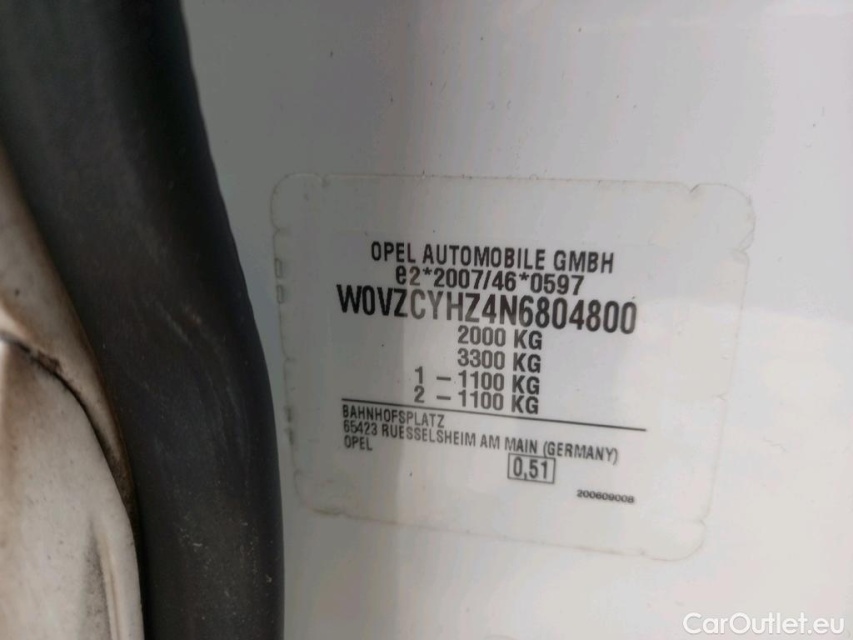 OPEL AUTOMOBILE GMBH
e2*2007/46*0597
W0VZCYHZ4N6804800
2000 KG
3300 KG
1 - 1100 KG
2 - 1100 KG
BAHNHOFSPLATZ
65423 RUESSELSHEIM AM MAIN (GERMANY)
OPEL
0,51
200609008
CarOutlet.eu